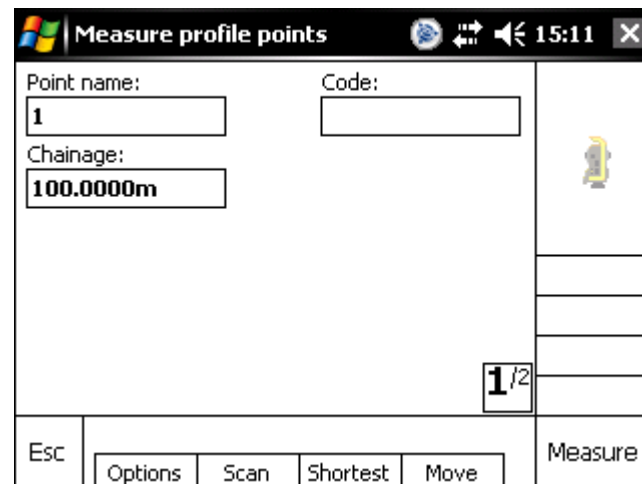 Measure profile points 15:11
Point name: Code:
1
Chainage:
100.0000m
1/2
Esc Options Scan Shortest Move Measure